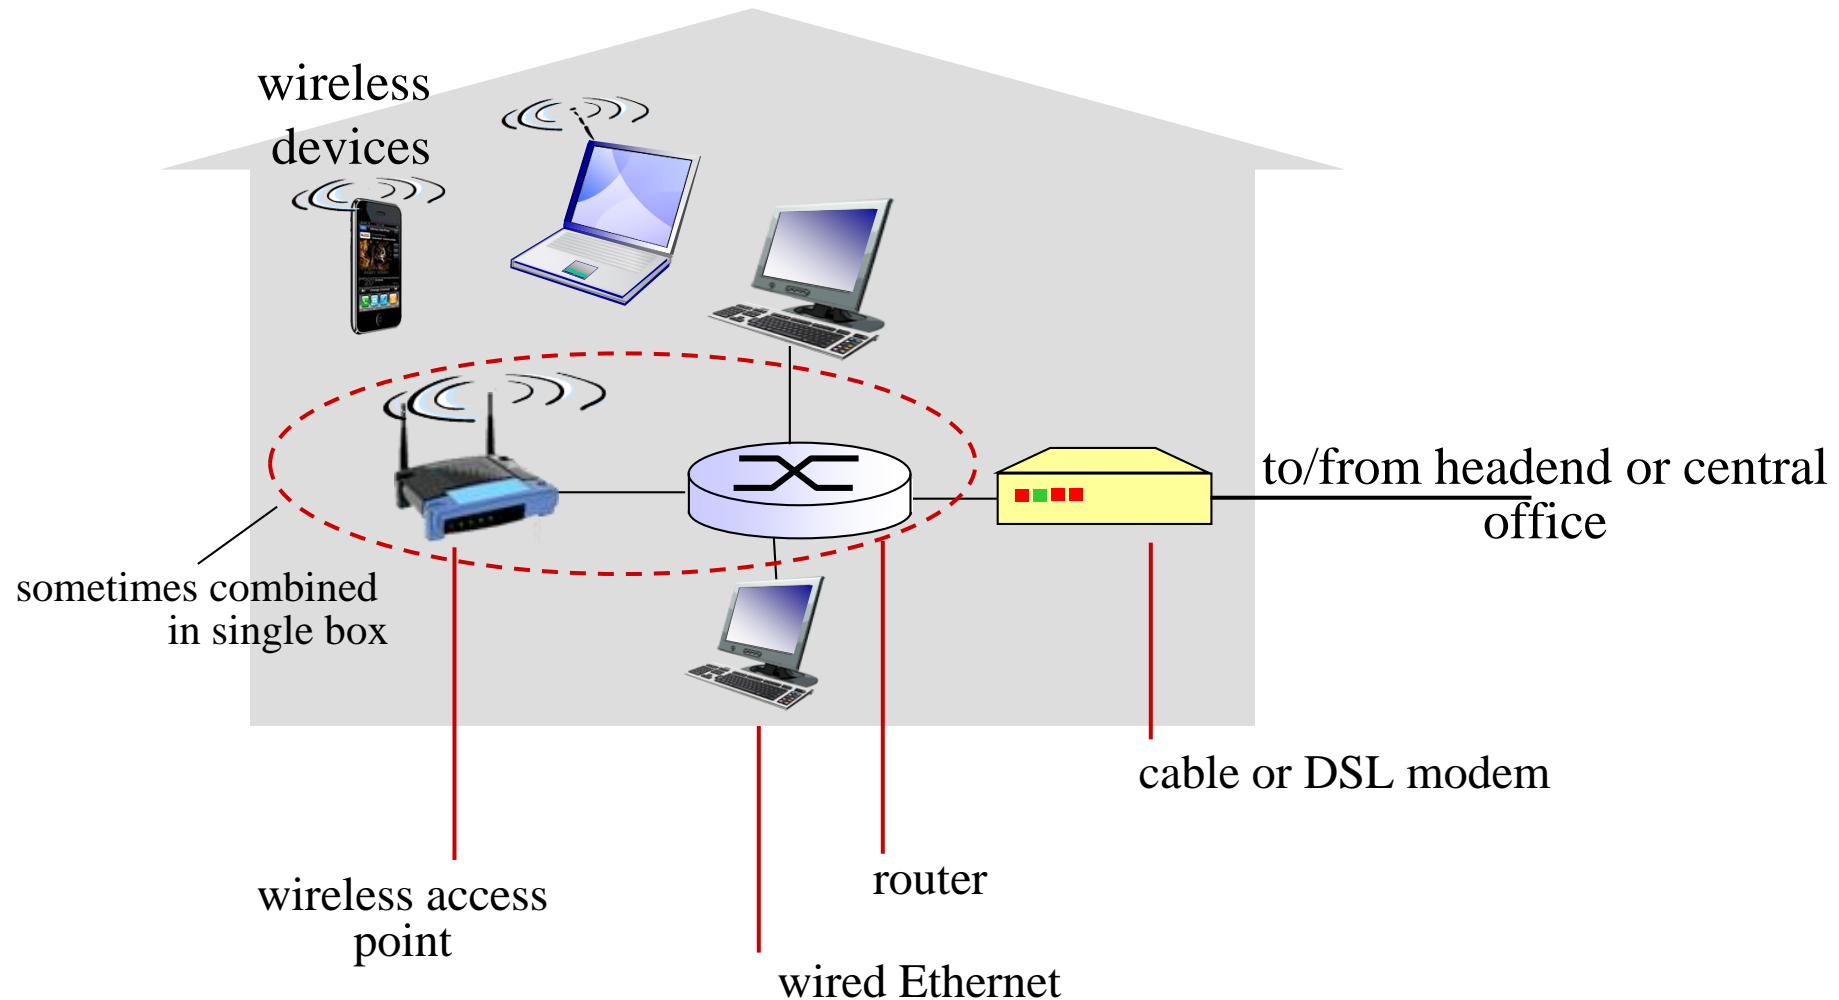 wireless
devices
to/from headend or central
office
sometimes combined
in single box
cable or DSL modem
router
wireless access
point
wired Ethernet